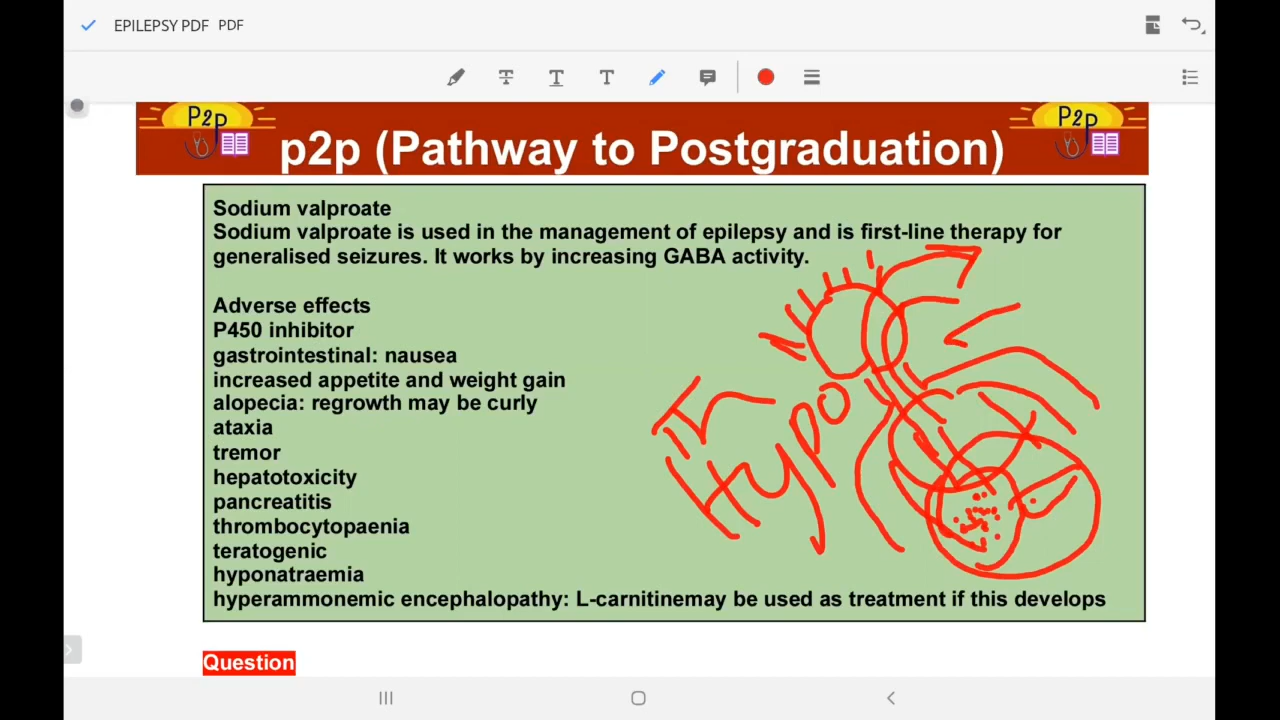 EPILEPSY PDF PDF
P2P P2P
p2p (Pathway to Postgraduation)
Sodium valproate
Sodium valproate is used in the management of epilepsy and is first-line therapy for
generalised seizures. It works by increasing GABA activity.
Adverse effects
P450 inhibitor
gastrointestinal: nausea
increased appetite and weight gain
alopecia: regrowth may be curly
ataxia
tremor
hepatotoxicity
pancreatitis
thrombocytopaenia
teratogenic
hyponatraemia
hyperammonemic encephalopathy: L-carnitinemay be used as treatment if this develops
Hypo
Question